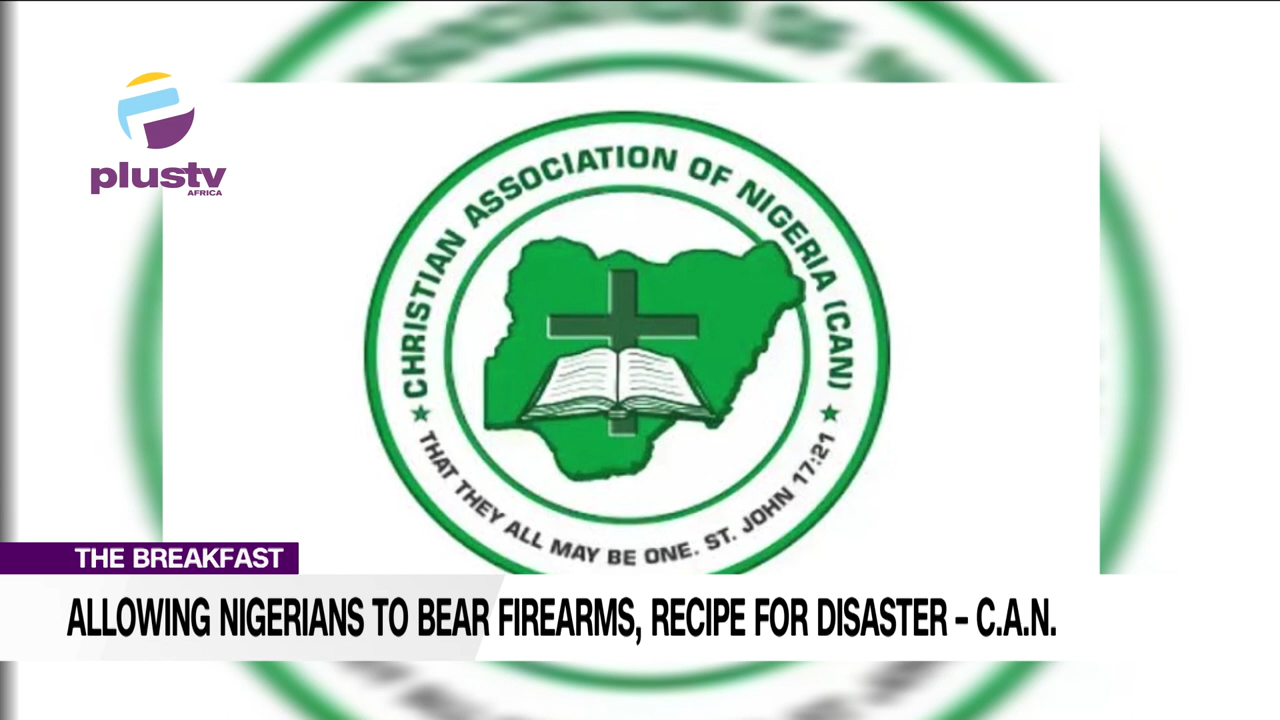 plustv
AFRICA
CHRISTIAN ASSOCIATION OF NIGERIA (CAN)
THAT THEY ALL MAY BE ONE. ST. JOHN 17:21
THE BREAKFAST
ALLOWING NIGERIANS TO BEAR FIREARMS, RECIPE FOR DISASTER – C.A.N.